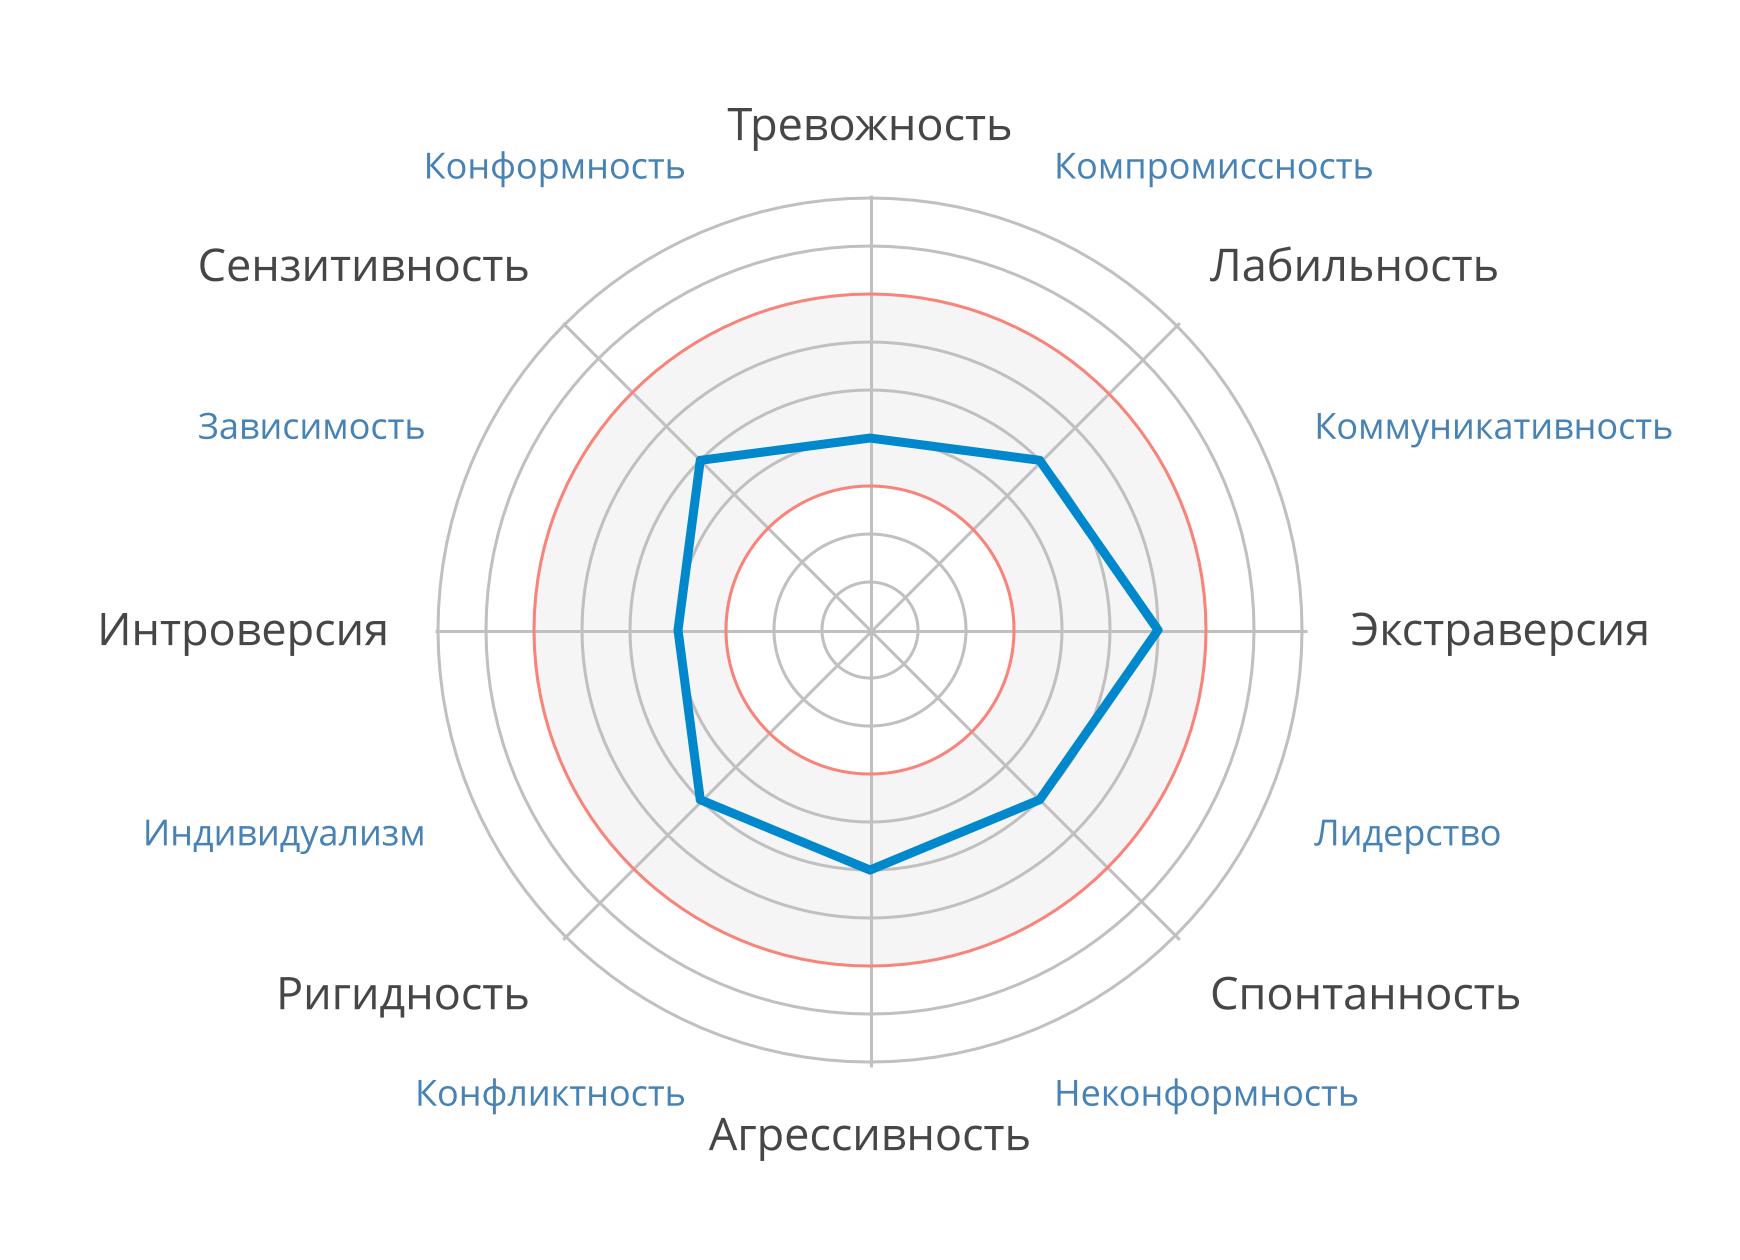 Тревожность
Конформность
Компромиссность
Сензитивность
Лабильность
Зависимость
Коммуникативность
Интроверсия
Экстраверсия
Индивидуализм
Лидерство
Ригидность
Спонтанность
Конфликтность
Неконформность
Агрессивность